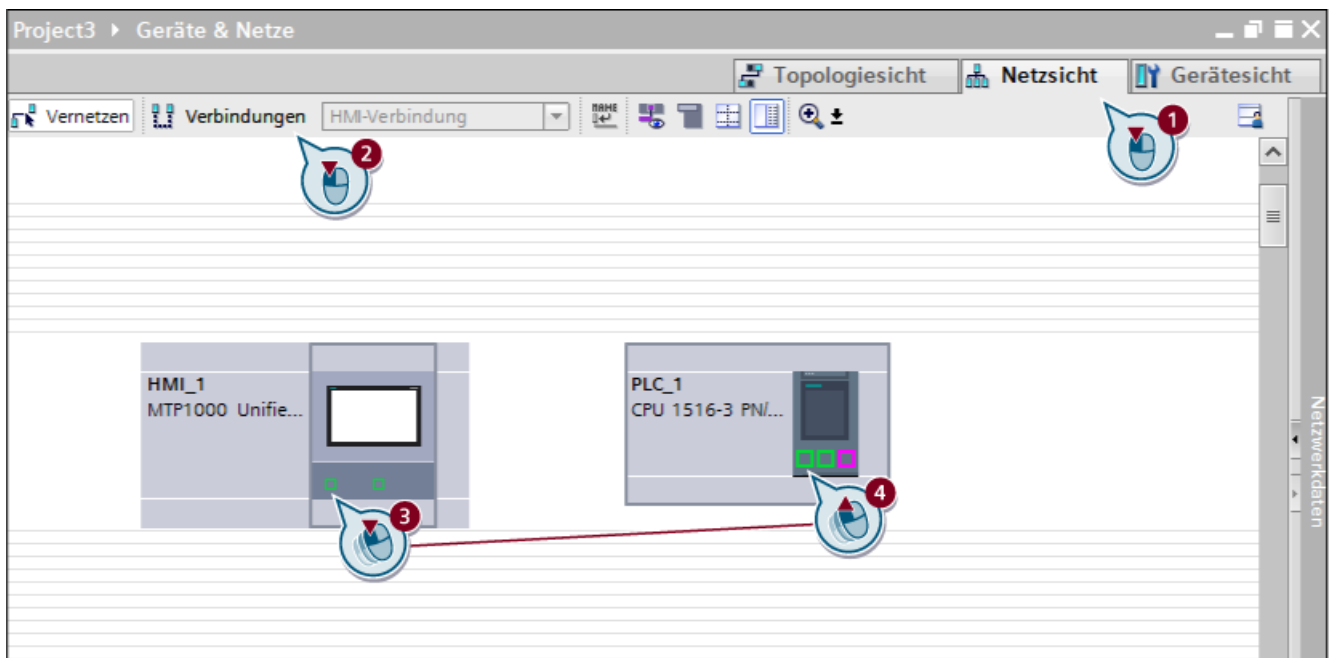 Project3 ▸ Geräte & Netze
Topologiesicht
Netzsicht
Gerätesicht
Vernetzen
Verbindungen
HMI-Verbindung
NAME
1
2
HMI_1
MTP1000 Unifie...
PLC_1
CPU 1516-3 PN/...
3
4
Netzwerkdaten